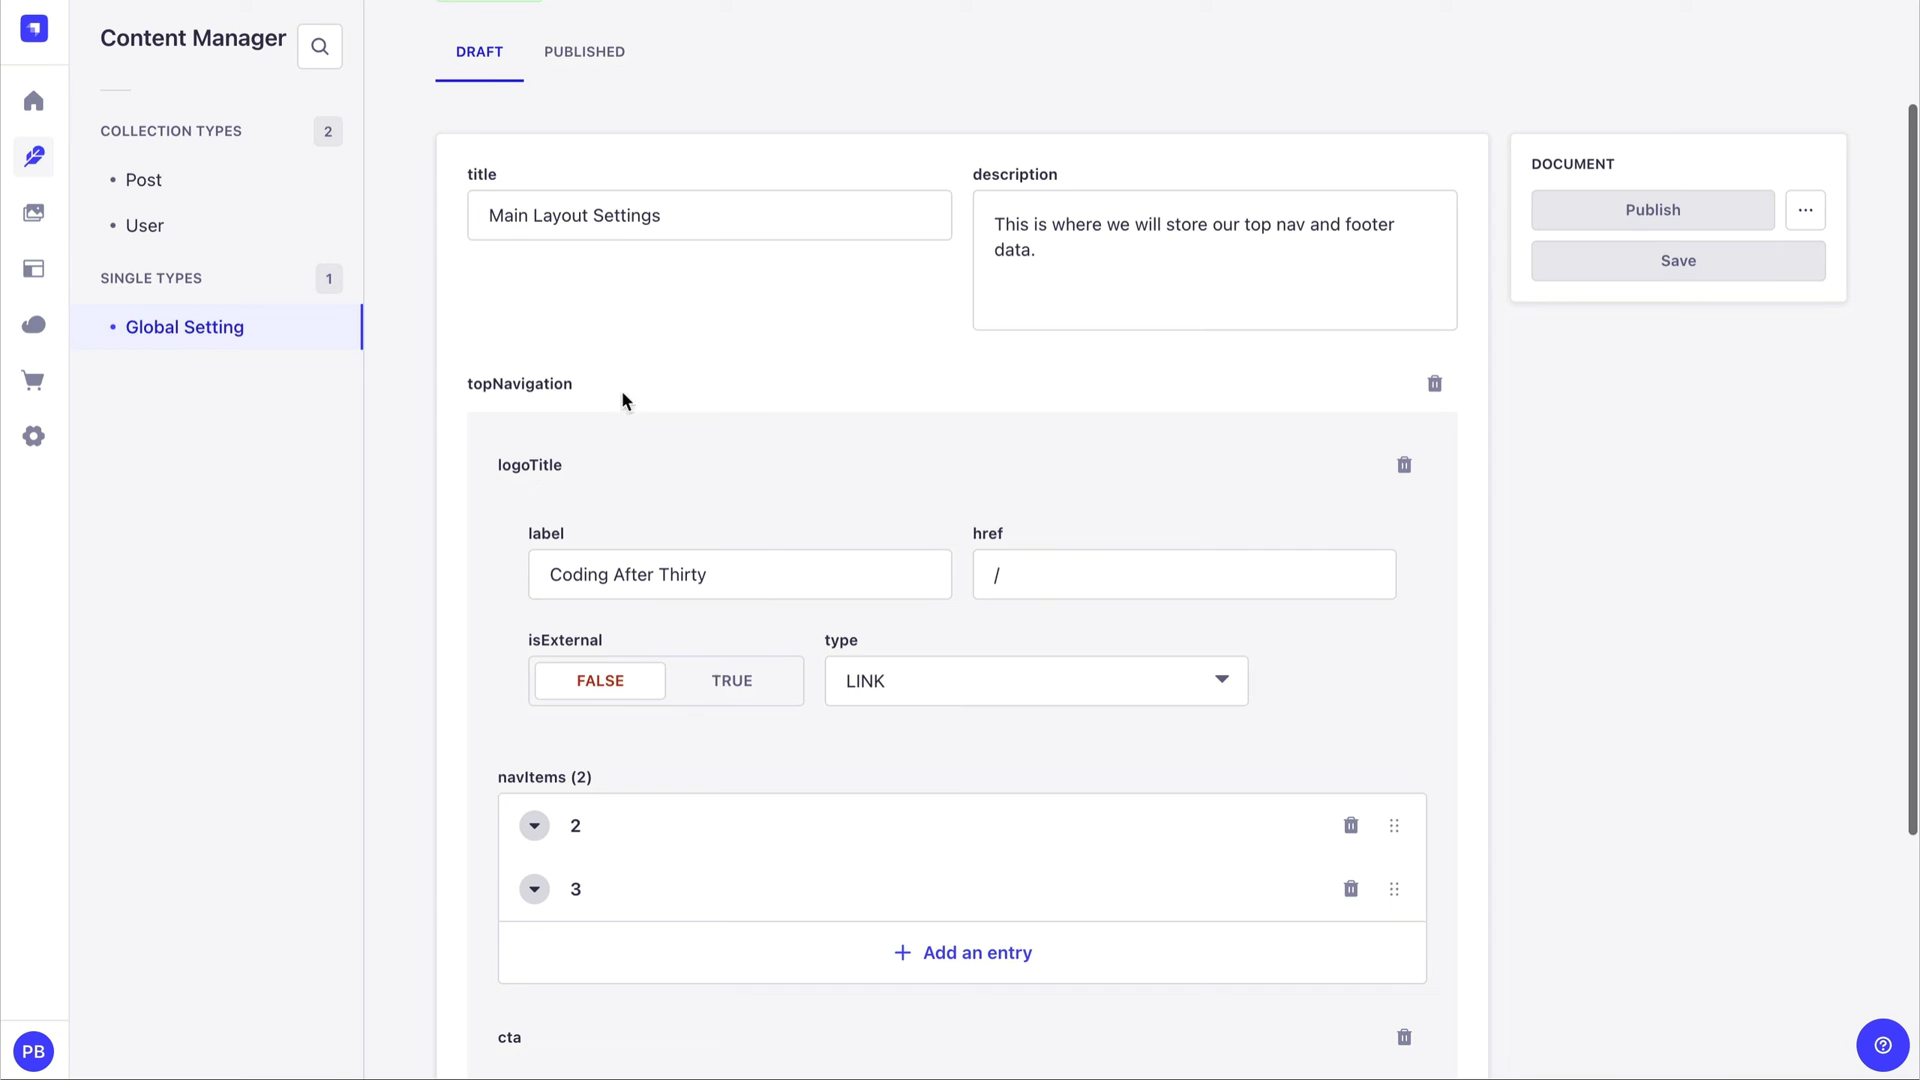 Content Manager
COLLECTION TYPES
2
Post
User
SINGLE TYPES
1
Global Setting
PB
DRAFT
PUBLISHED
title
Main Layout Settings
description
This is where we will store our top nav and footer
data.
topNavigation
logoTitle
label
Coding After Thirty
href
/
isExternal
FALSE
TRUE
type
LINK
navItems (2)
2
3
Add an entry
cta
DOCUMENT
Publish
Save